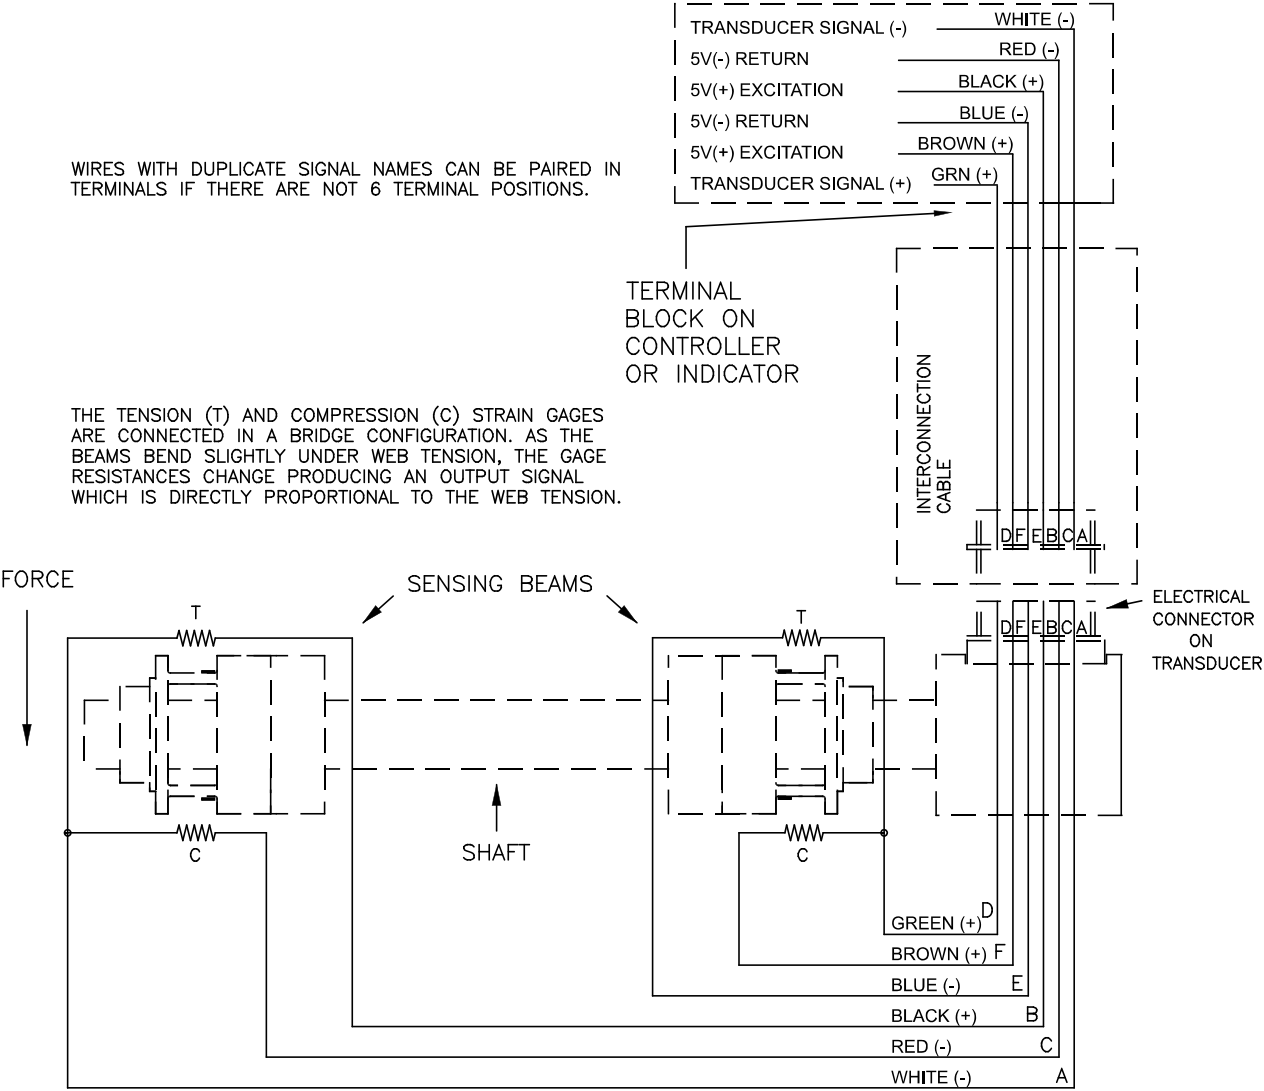 TRANSDUCER SIGNAL (-) WHITE (-)
5V(-) RETURN RED (-)
5V(+) EXCITATION BLACK (+)
5V(-) RETURN BLUE (-)
5V(+) EXCITATION BROWN (+)
TRANSDUCER SIGNAL (+) GRN (+)
WIRES WITH DUPLICATE SIGNAL NAMES CAN BE PAIRED IN
TERMINALS IF THERE ARE NOT 6 TERMINAL POSITIONS.
TERMINAL
BLOCK ON
CONTROLLER
OR INDICATOR
INTERCONNECTION
CABLE
THE TENSION (T) AND COMPRESSION (C) STRAIN GAGES
ARE CONNECTED IN A BRIDGE CONFIGURATION. AS THE
BEAMS BEND SLIGHTLY UNDER WEB TENSION, THE GAGE
RESISTANCES CHANGE PRODUCING AN OUTPUT SIGNAL
WHICH IS DIRECTLY PROPORTIONAL TO THE WEB TENSION.
D F E B C A
FORCE
SENSING BEAMS
ELECTRICAL
CONNECTOR
ON
TRANSDUCER
T
T
D F E B C A
SHAFT
C
C
GREEN (+) D
BROWN (+) F
BLUE (-) E
BLACK (+) B
RED (-) C
WHITE (-) A